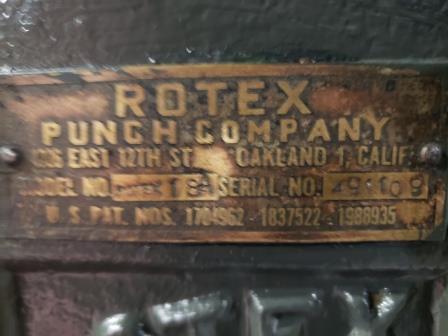 ROTEX
PUNCH COMPANY
EAST 12TH ST OAKLAND 1, CALIF.
MODEL NO. 18 SERIAL NO.
U.S. PAT. NOS. 1704962 - 1837522 - 1988935